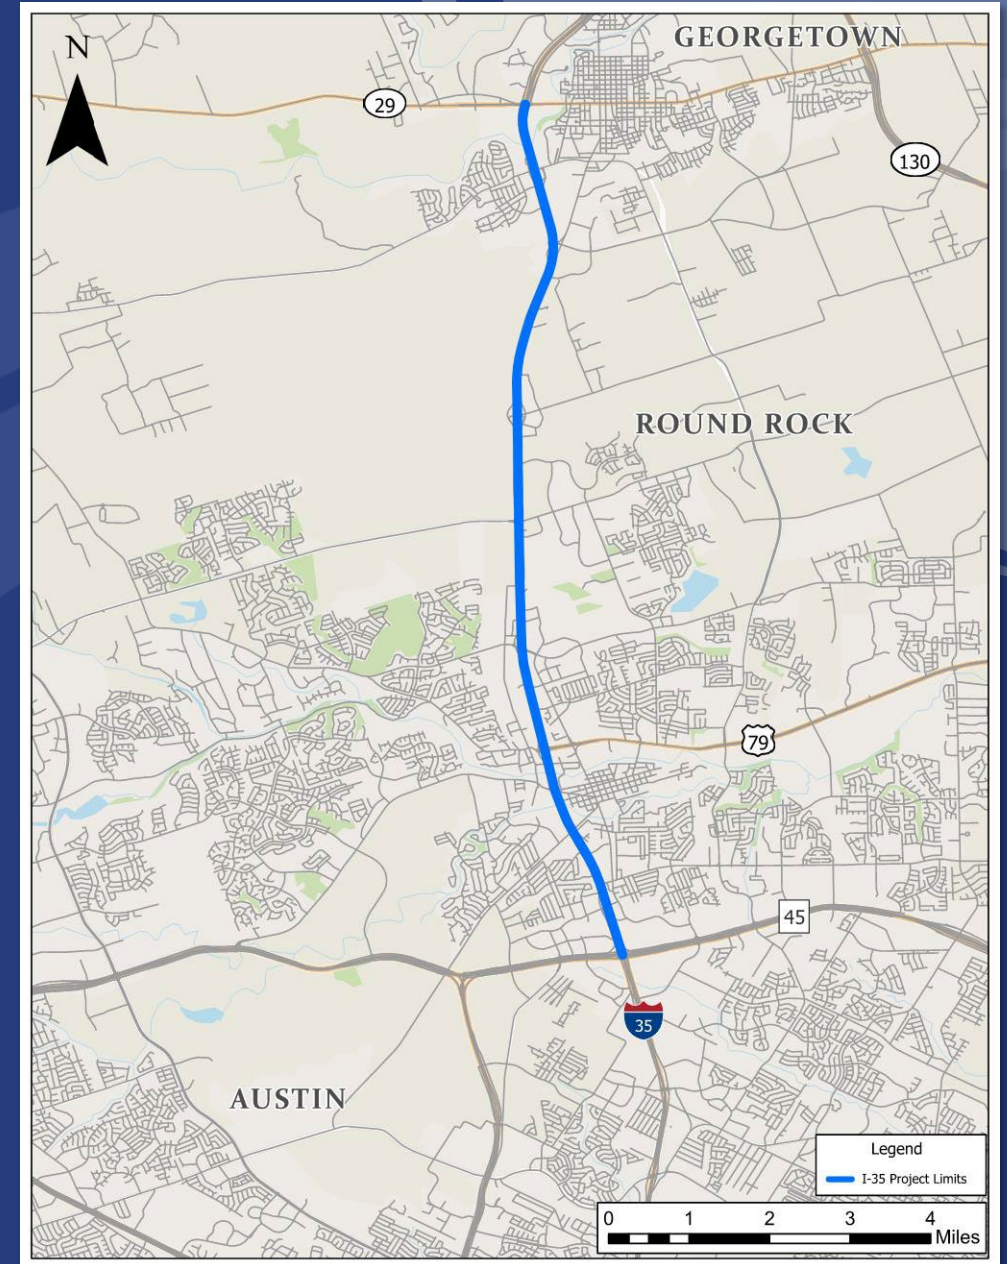 N
GEORGETOWN
29
130
ROUND ROCK
79
45
35
AUSTIN
Legend
I-35 Project Limits
0 1 2 3 4
Miles